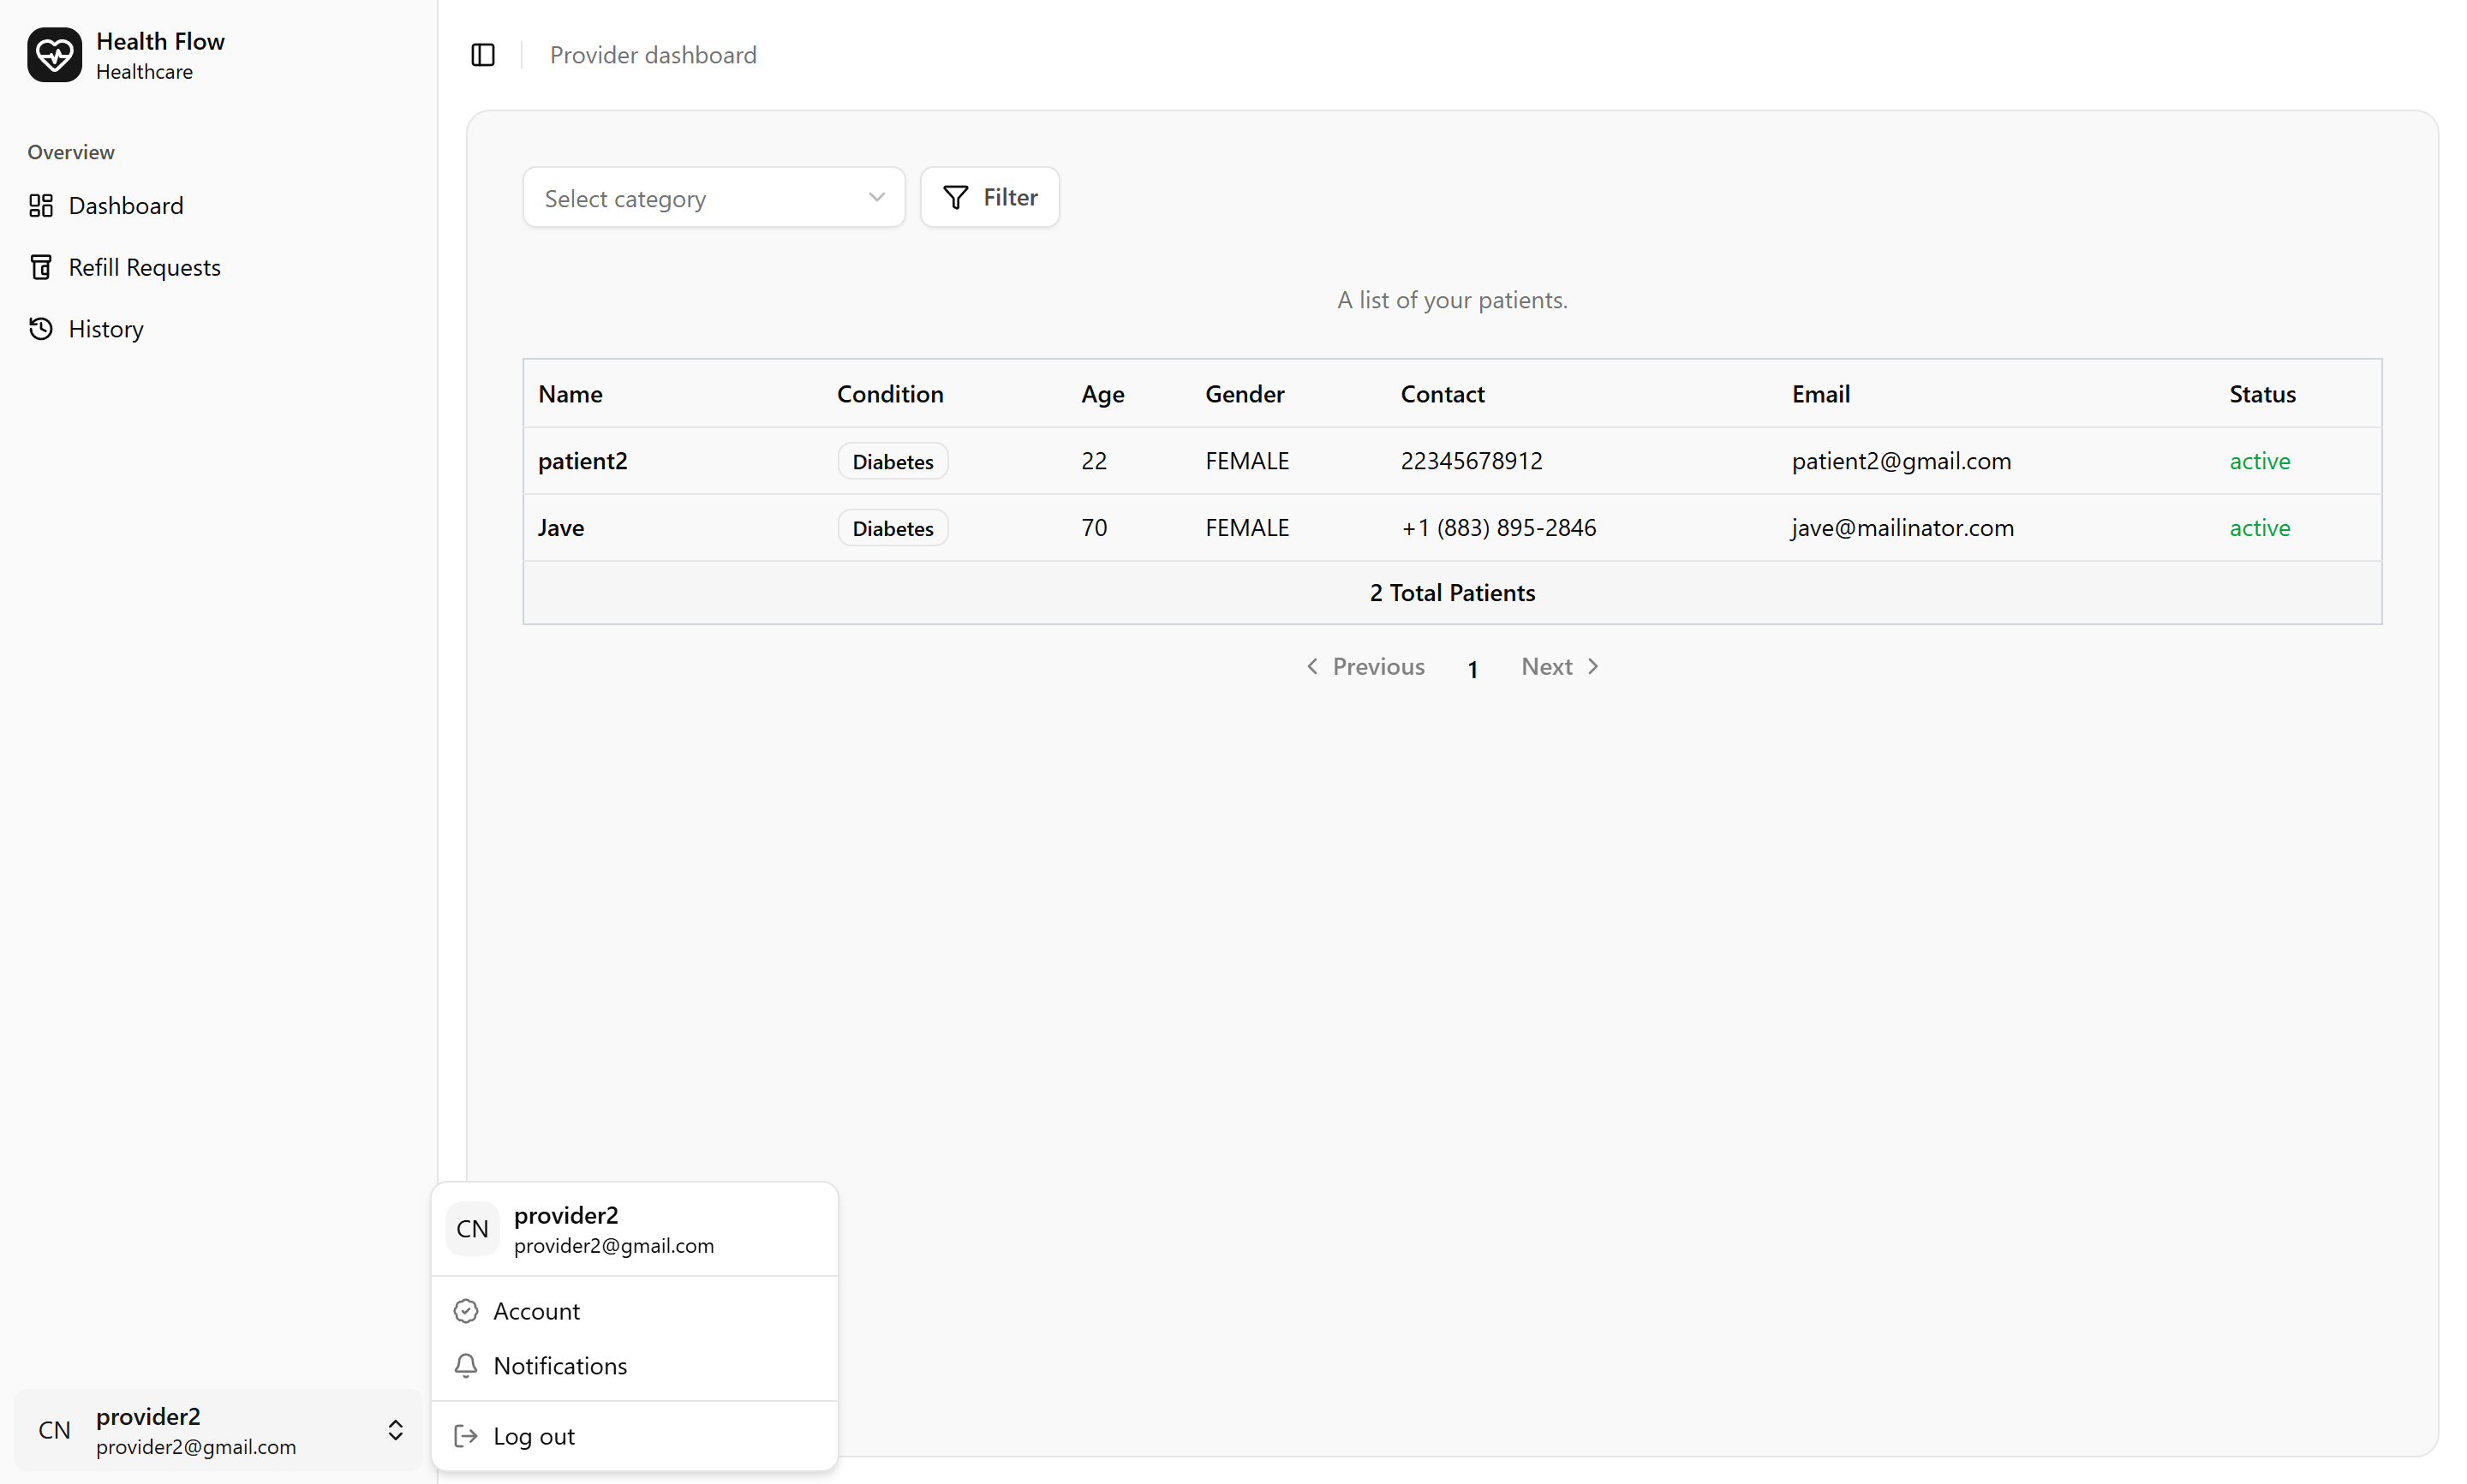 Health Flow
Healthcare
Overview
Dashboard
Refill Requests
History
Provider dashboard
Select category
Filter
A list of your patients.
Name Condition Age Gender Contact Email Status
patient2 Diabetes 22 FEMALE 22345678912 patient2@gmail.com active
Jave Diabetes 70 FEMALE +1 (883) 895-2846 jave@mailinator.com active
2 Total Patients
Previous 1 Next
CN
provider2
provider2@gmail.com
Account
Notifications
Log out
CN
provider2
provider2@gmail.com